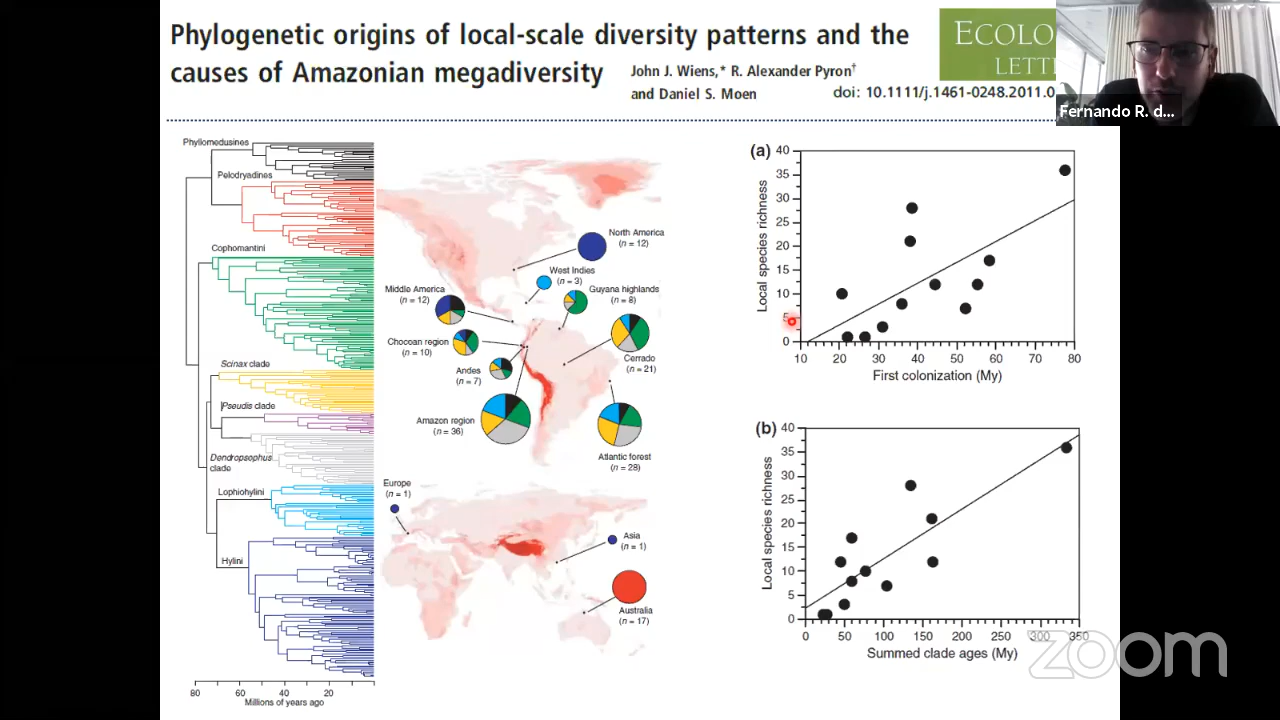 Phylogenetic origins of local-scale diversity patterns and the
causes of Amazonian megadiversity
John J. Wiens,* R. Alexander Pyron†
and Daniel S. Moen
doi: 10.1111/j.1461-0248.2011.0
ECOLO
LETT
Fernando R. d...
Phyllomedusines
Pelodryadines
Cophomantini
Scinax clade
Pseudis clade
Dendropsophus
clade
Lophiohylini
Hylini
80 60 40 20
Millions of years ago
North America
(n = 12)
West Indies
(n = 3)
Middle America
(n = 12)
Guyana highlands
(n = 8)
Chocoan region
(n = 10)
Cerrado
(n = 21)
Andes
(n = 7)
Amazon region
(n = 36)
Atlantic forest
(n = 28)
Europe
(n = 1)
Asia
(n = 1)
Australia
(n = 17)
(a)
Local species richness
40
35
30
25
20
15
10
5
0
10 20 30 40 50 60 70 80
First colonization (My)
(b)
Local species richness
40
35
30
25
20
15
10
5
0
0 50 100 150 200 250 300 350
Summed clade ages (My)
zoom